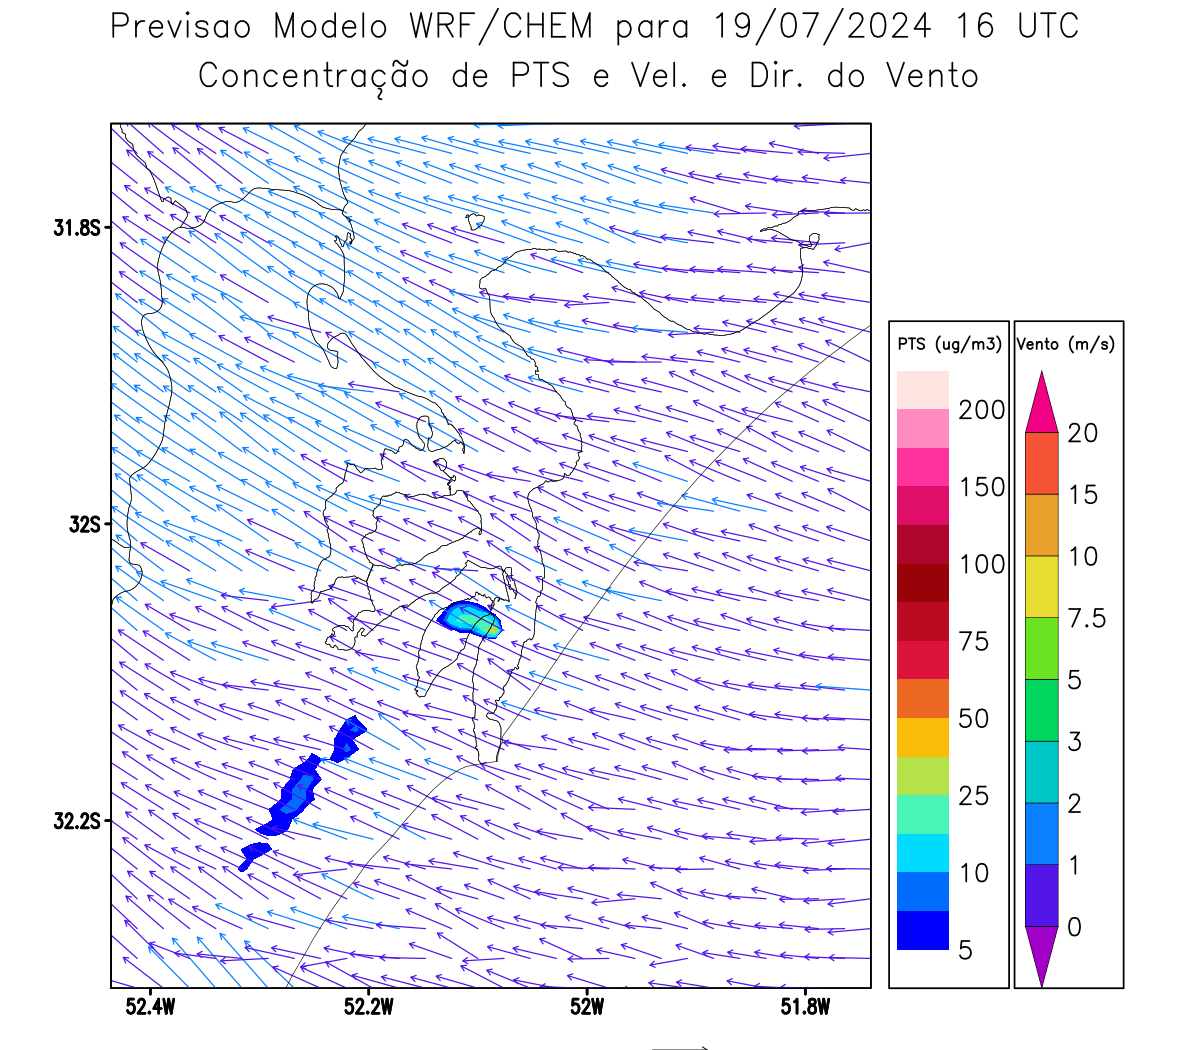 Previsao Modelo WRF/CHEM para 19/07/2024 16 UTC
Concentração de PTS e Vel. e Dir. do Vento
31.8S
32S
32.2S
52.4W 52.2W 52W 51.8W
PTS (ug/m3)
200
150
100
75
50
25
10
5
Vento (m/s)
20
15
10
7.5
5
3
2
1
0